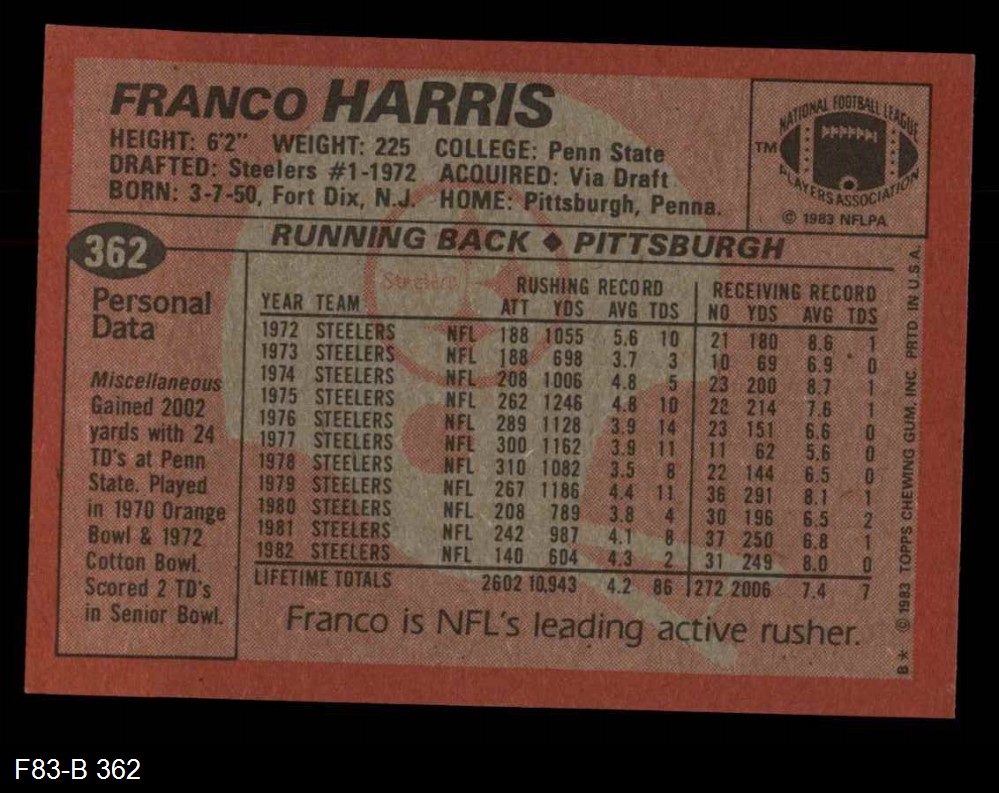 FRANCO HARRIS
HEIGHT: 6'2" WEIGHT: 225 COLLEGE: Penn State
DRAFTED: Steelers #1-1972 ACQUIRED: Via Draft
BORN: 3-7-50, Fort Dix, N.J. HOME: Pittsburgh, Penna.
NATIONAL FOOTBALL LEAGUE
TM
PLAYERS ASSOCIATION
© 1983 NFLPA
362
RUNNING BACK ◆ PITTSBURGH
Personal
Data
Miscellaneous
Gained 2002
yards with 24
TD's at Penn
State. Played
in 1970 Orange
Bowl & 1972
Cotton Bowl.
Scored 2 TD's
in Senior Bowl.
Steelers
RUSHING RECORD RECEIVING RECORD
YEAR TEAM ATT YDS AVG TDS NO YDS AVG TDS
1972 STEELERS NFL 188 1055 5.6 10 21 180 8.6 1
1973 STEELERS NFL 188 698 3.7 3 10 69 6.9 0
1974 STEELERS NFL 208 1006 4.8 5 23 200 8.7 1
1975 STEELERS NFL 262 1246 4.8 10 28 214 7.6 1
1976 STEELERS NFL 289 1128 3.9 14 23 151 6.6 0
1977 STEELERS NFL 300 1162 3.9 11 11 62 5.6 0
1978 STEELERS NFL 310 1082 3.5 8 22 144 6.5 0
1979 STEELERS NFL 267 1186 4.4 11 36 291 8.1 1
1980 STEELERS NFL 208 789 3.8 4 30 196 6.5 2
1981 STEELERS NFL 242 987 4.1 8 37 250 6.8 1
1982 STEELERS NFL 140 604 4.3 2 31 249 8.0 0
LIFETIME TOTALS 2602 10,943 4.2 86 272 2006 7.4 7
Franco is NFL's leading active rusher.
B* © 1983 TOPPS CHEWING GUM, INC. PRTD IN U.S.A.
F83-B 362